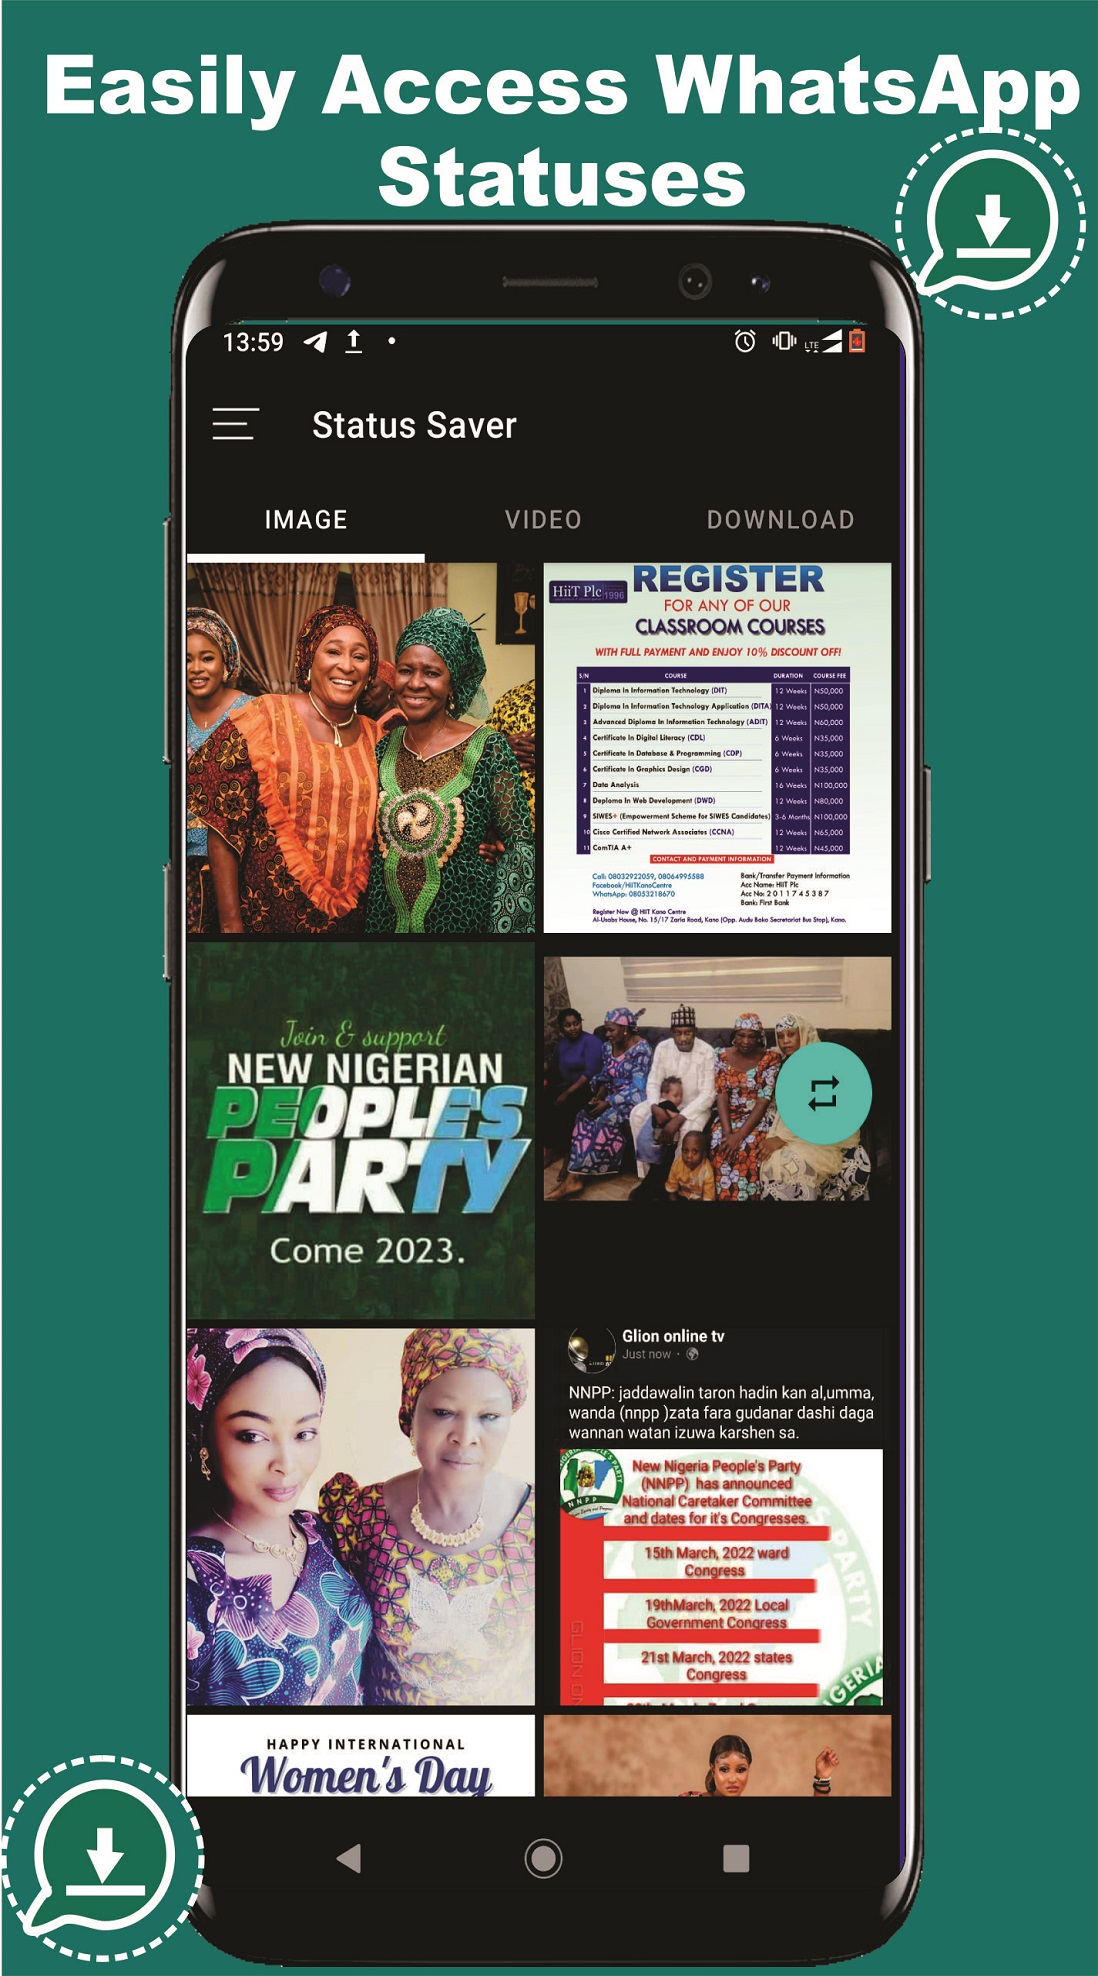 Easily Access WhatsApp
Statuses
13:59
LTE
Status Saver
IMAGE
VIDEO
DOWNLOAD
HiiT Plc 1996
REGISTER
FOR ANY OF OUR
CLASSROOM COURSES
WITH FULL PAYMENT AND ENJOY 10% DISCOUNT OFF!
S/N COURSE DURATION COURSE FEE
1 Diploma In Information Technology (DIT) 12 Weeks N50,000
2 Diploma In Information Technology Application (DITA) 12 Weeks N50,000
3 Advanced Diploma In Information Technology (ADIT) 12 Weeks N60,000
4 Certificate In Digital Literacy (CDL) 6 Weeks N35,000
5 Certificate In Database & Programming (CDP) 6 Weeks N35,000
6 Certificate In Graphics Design (CGD) 6 Weeks N35,000
7 Data Analysis 16 Weeks N100,000
8 Deploma In Web Development (DWD) 12 Weeks N80,000
9 SIWES+ (Empowerment Scheme for SIWES Candidates) 3-6 Months N100,000
10 Cisco Certified Network Associates (CCNA) 12 Weeks N65,000
11 ComTIA A+ 12 Weeks N45,000
CONTACT AND PAYMENT INFORMATION
Call: 08032922059, 08064995588
Facebook/HiiTKanoCentre
WhatsApp: 08053218670
Bank/Transfer Payment Information
Acc Name: HiiT Plc
Acc No: 2 0 1 1 7 4 5 3 8 7
Bank: First Bank
Register Now @ HiiT Kano Centre
Al-Usabs House, No. 15/17 Zaria Road, Kano (Opp. Audu Bako Secretariat Bus Stop), Kano.
Join & support
NEW NIGERIAN
PEOPLES
PARTY
Come 2023.
Glion online tv
Just now ·
NNPP: jaddawalin taron hadin kan al,umma,
wanda (nnpp )zata fara gudanar dashi daga
wannan watan izuwa karshen sa.
NNPP
New Nigeria People's Party
(NNPP) has announced
National Caretaker Committee
and dates for it's Congresses.
15th March, 2022 ward
Congress
19thMarch, 2022 Local
Government Congress
21st March, 2022 states
Congress
HAPPY INTERNATIONAL
Women's Day